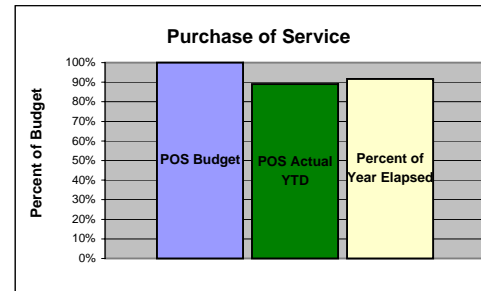 Purchase of Service
Percent of Budget
100%
90%
80%
70%
60%
50%
40%
30%
20%
10%
0%
POS Budget
POS Actual
YTD
Percent of
Year Elapsed